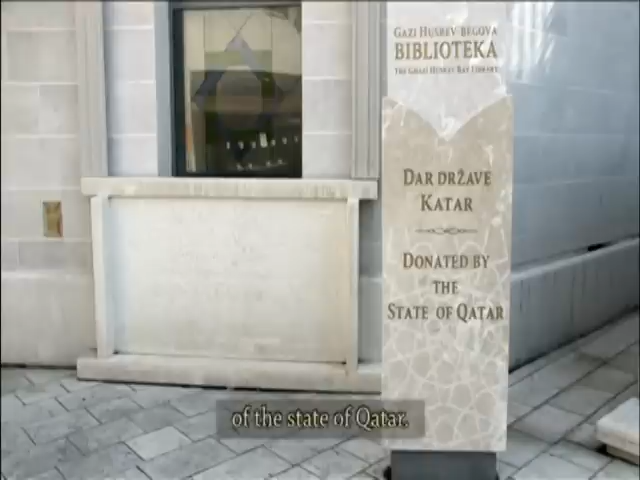 GAZI HUSREV-BEGOVA
BIBLIOTEKA
THE GHAZI HUSREV BEY LIBRARY
DAR DRŽAVE
KATAR
DONATED BY
THE
STATE OF QATAR
of the state of Qatar.